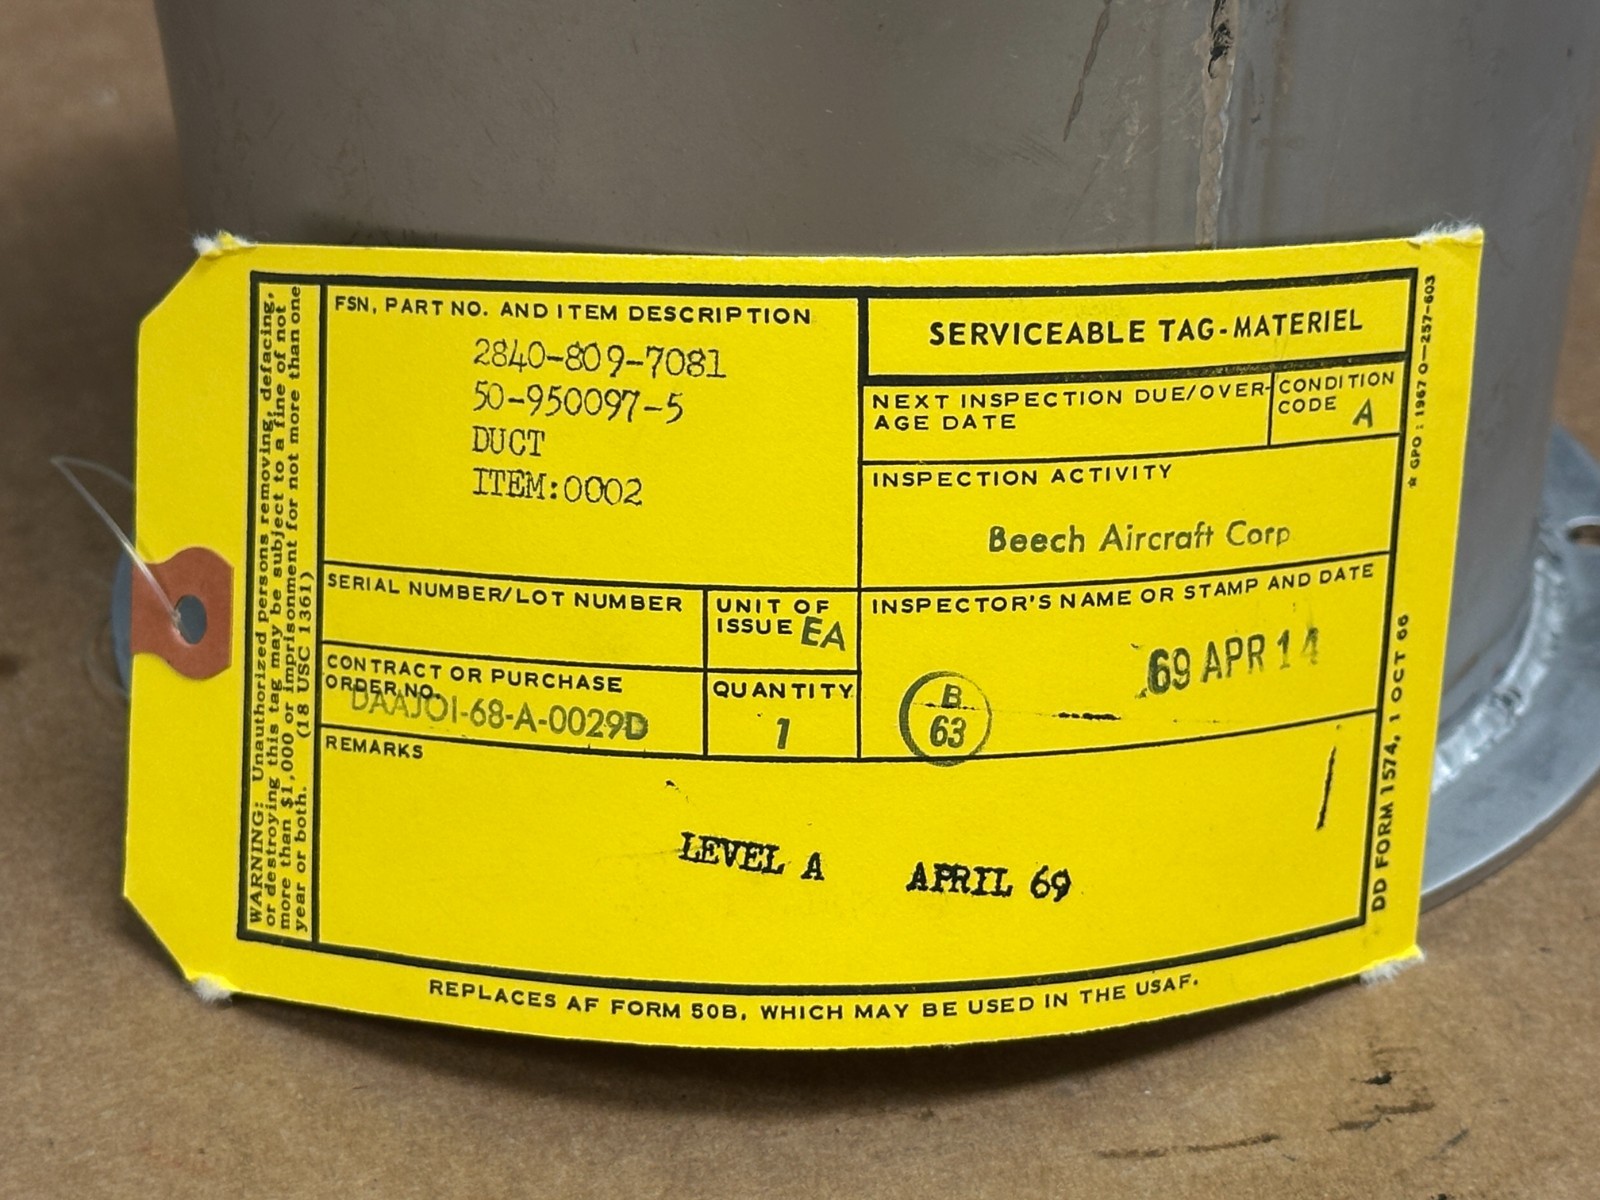 WARNING: Unauthorized persons removing, defacing,
or destroying this tag may be subject to a fine of not
more than $1,000 or imprisonment for not more than one
year or both. (18 USC 1361)
FSN, PART NO. AND ITEM DESCRIPTION
2840-809-7081
50-950097-5
DUCT
ITEM:0002
SERIAL NUMBER/LOT NUMBER
UNIT OF
ISSUE EA
CONTRACT OR PURCHASE
ORDER NO.
DAAJ01-68-A-0029D
QUANTITY
1
SERVICEABLE TAG-MATERIEL
NEXT INSPECTION DUE/OVER-
AGE DATE
CONDITION
CODE A
INSPECTION ACTIVITY
Beech Aircraft Corp
INSPECTOR'S NAME OR STAMP AND DATE
69 APR 14
B
63
REMARKS
LEVEL A APRIL 69
REPLACES AF FORM 50B, WHICH MAY BE USED IN THE USAF.
DD FORM 1574, 1 OCT 66
★ GPO : 1967 O—257-603